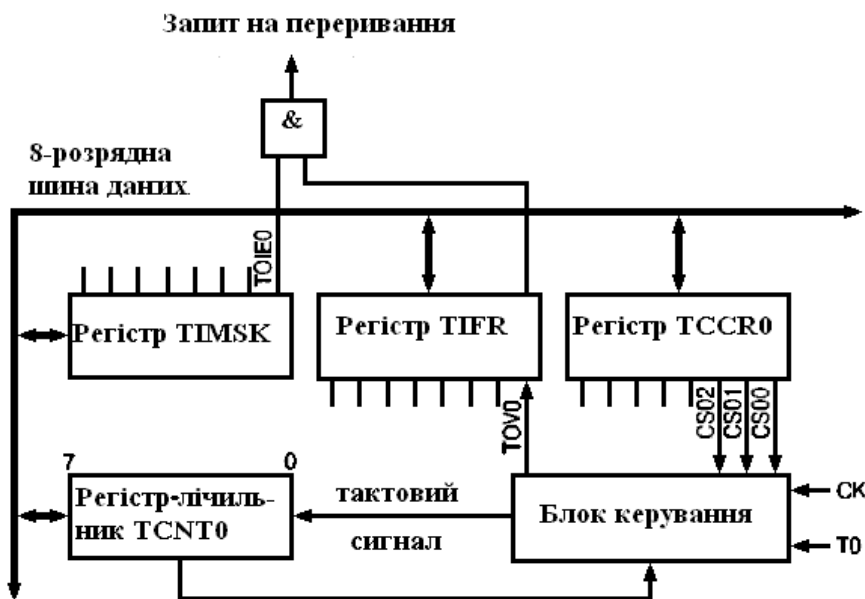 Запит на переривання
&
8-розрядна
шина даних
TOIE0
Регістр TIMSK
Регістр TIFR
Регістр TCCR0
TOV0
CS02
CS01
CS00
7
0
Регістр-лічиль-
ник TCNT0
тактовий
сигнал
Блок керування
CK
T0